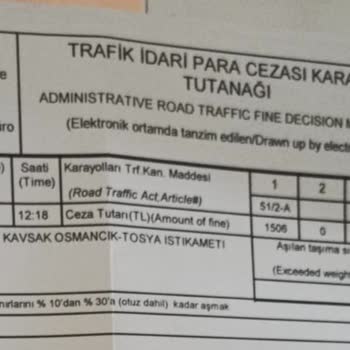 TRAFİK İDARİ PARA CEZASI KARA
TUTANAĞI
ADMINISTRATIVE ROAD TRAFFIC FINE DECISION
(Elektronik ortamda tanzim edilen/Drawn up by elect
Saati
(Time)
Karayolları Trf.Kan. Maddesi
(Road Traffic Act,Article#)
1
2
51/2-A
12:18
Ceza Tutarı(TL)(Amount of fine)
1506
0
KAVSAK OSMANCIK-TOSYA ISTIKAMETI
Aşılan taşıma sı
(Exceeded weigh
nırlarını % 10'dan % 30'a (otuz dahil) kadar aşmak